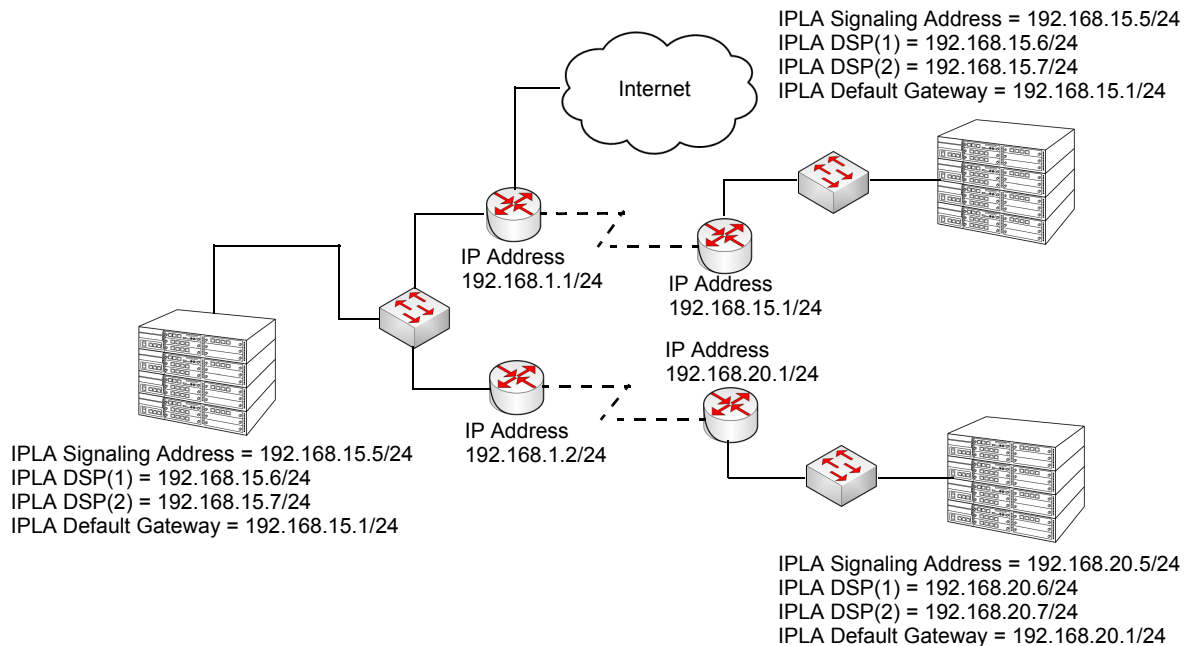 IPLA Signaling Address = 192.168.15.5/24
IPLA DSP(1) = 192.168.15.6/24
IPLA DSP(2) = 192.168.15.7/24
IPLA Default Gateway = 192.168.15.1/24
Internet
IP Address
192.168.1.1/24
IP Address
192.168.15.1/24
IP Address
192.168.20.1/24
IP Address
192.168.1.2/24
IPLA Signaling Address = 192.168.15.5/24
IPLA DSP(1) = 192.168.15.6/24
IPLA DSP(2) = 192.168.15.7/24
IPLA Default Gateway = 192.168.15.1/24
IPLA Signaling Address = 192.168.20.5/24
IPLA DSP(1) = 192.168.20.6/24
IPLA DSP(2) = 192.168.20.7/24
IPLA Default Gateway = 192.168.20.1/24